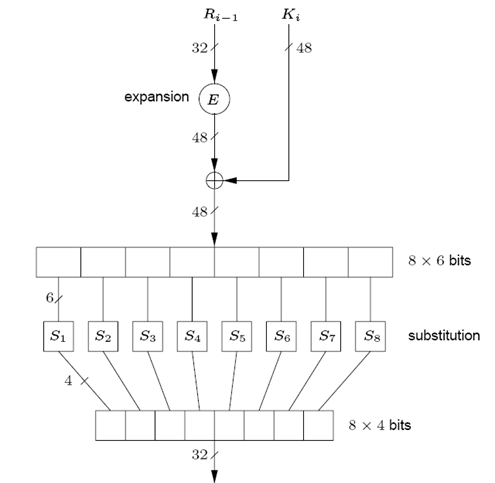 R_{i−1} K_i
32 48
expansion E
48
48
8 × 6 bits
6
S_1 S_2 S_3 S_4 S_5 S_6 S_7 S_8 substitution
4
8 × 4 bits
32